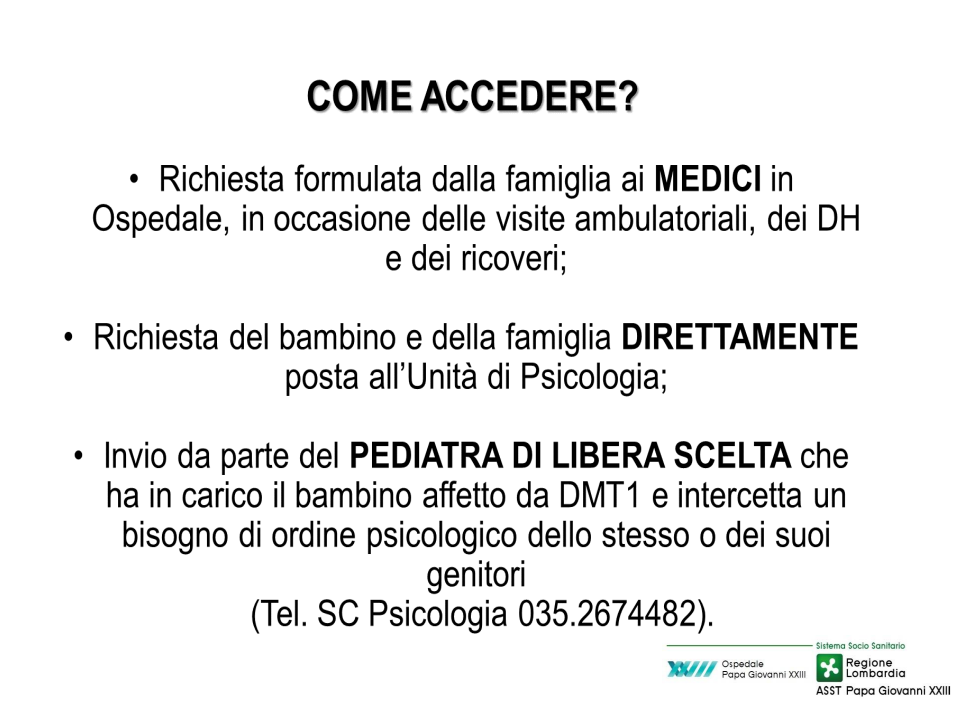 COME ACCEDERE?
• Richiesta formulata dalla famiglia ai MEDICI in
Ospedale, in occasione delle visite ambulatoriali, dei DH
e dei ricoveri;
• Richiesta del bambino e della famiglia DIRETTAMENTE
posta all’Unità di Psicologia;
• Invio da parte del PEDIATRA DI LIBERA SCELTA che
ha in carico il bambino affetto da DMT1 e intercetta un
bisogno di ordine psicologico dello stesso o dei suoi
genitori
(Tel. SC Psicologia 035.2674482).
XXIII Ospedale
Papa Giovanni XXIII
Sistema Socio Sanitario
Regione
Lombardia
ASST Papa Giovanni XXIII